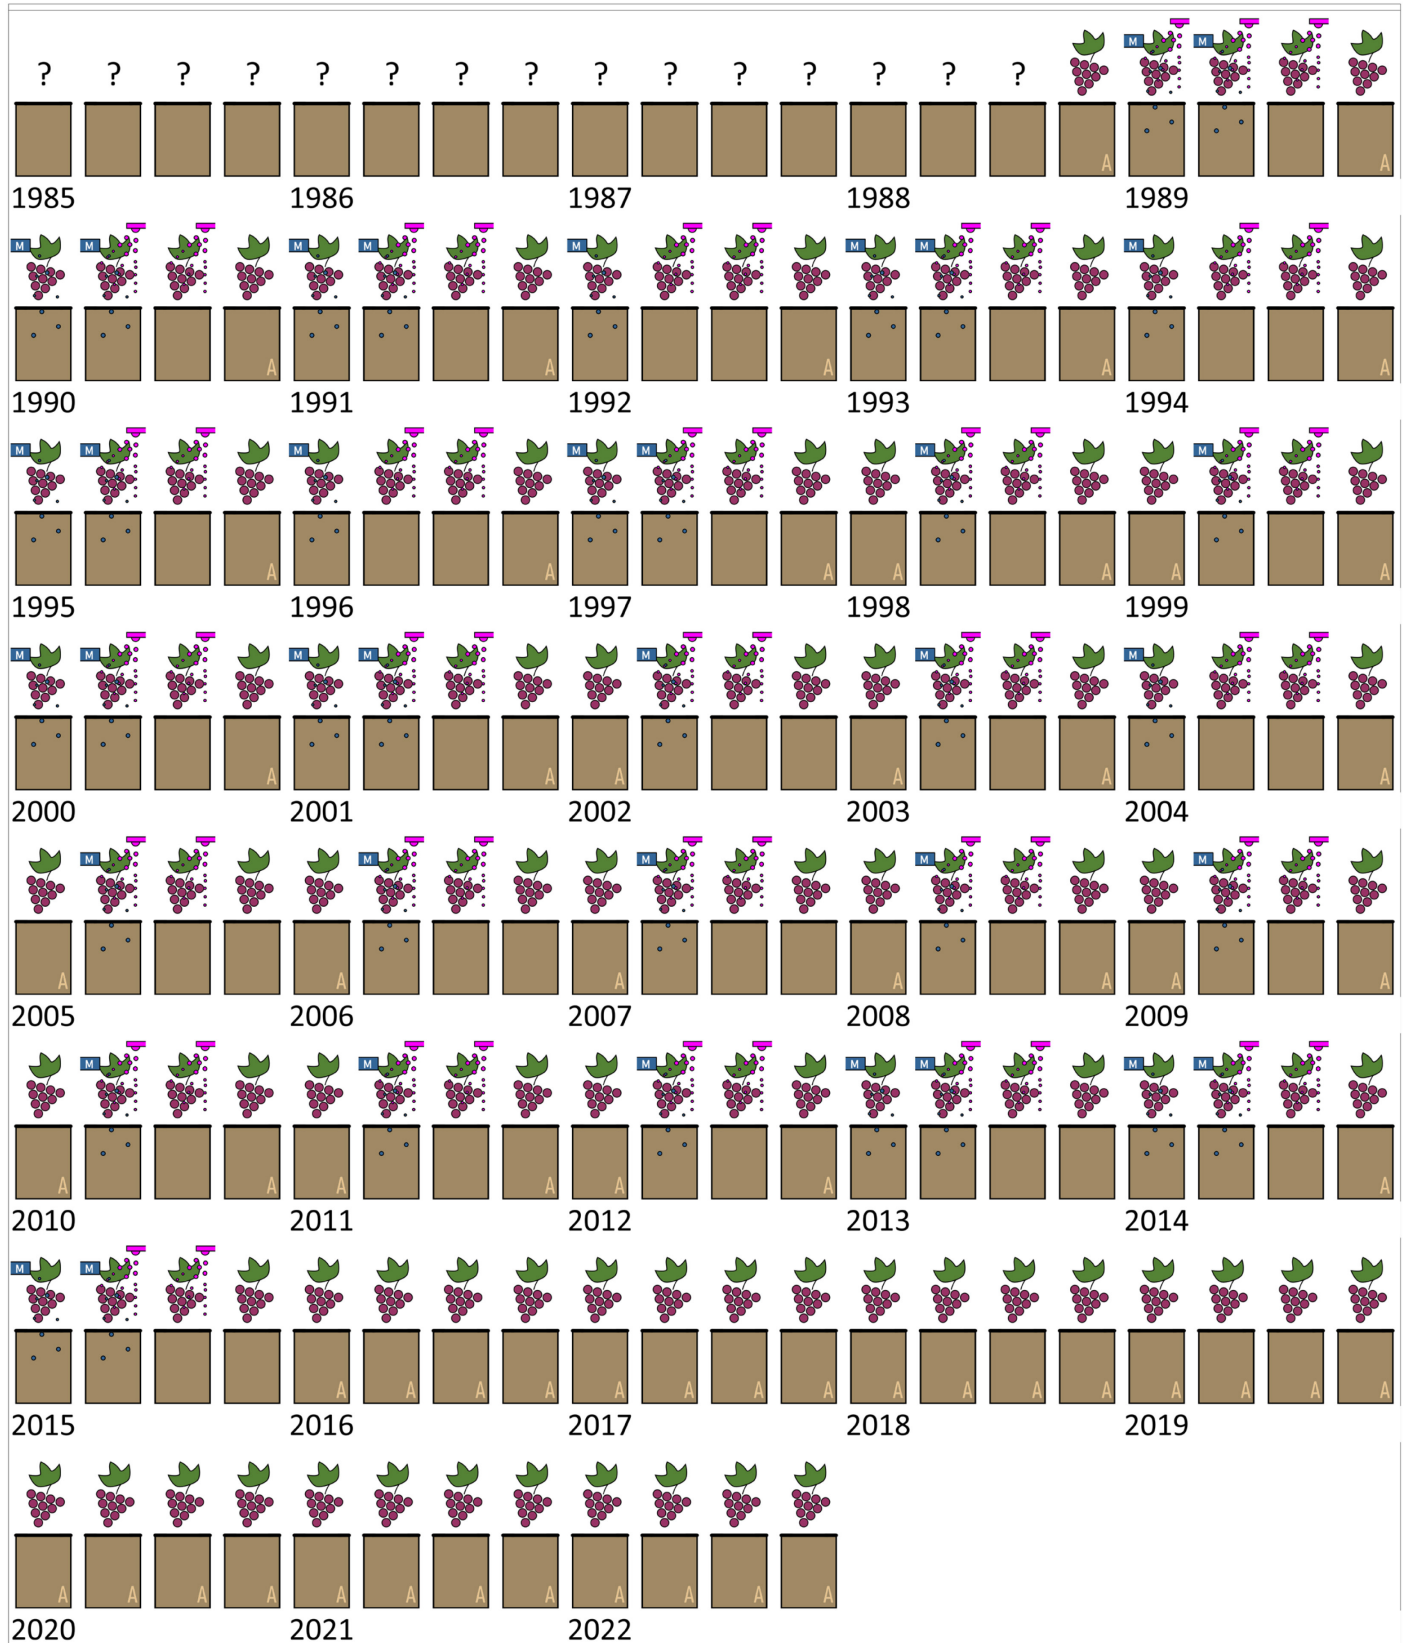 M M
? ? ? ? ? ? ? ? ? ? ? ? ? ? ?
A A
1985 1986 1987 1988 1989
M M M M M M M M
A A A A A
1990 1991 1992 1993 1994
M M M M M M M
A A A A A A A
1995 1996 1997 1998 1999
M M M M M M M
A A A A A A
2000 2001 2002 2003 2004
M M M M M
A A A A A A A
2005 2006 2007 2008 2009
M M M M M M M
A A A A A A A
2010 2011 2012 2013 2014
M M
A A A A A A A A A A A A A A A A
2015 2016 2017 2018 2019
A A A A A A A A A A A A
2020 2021 2022